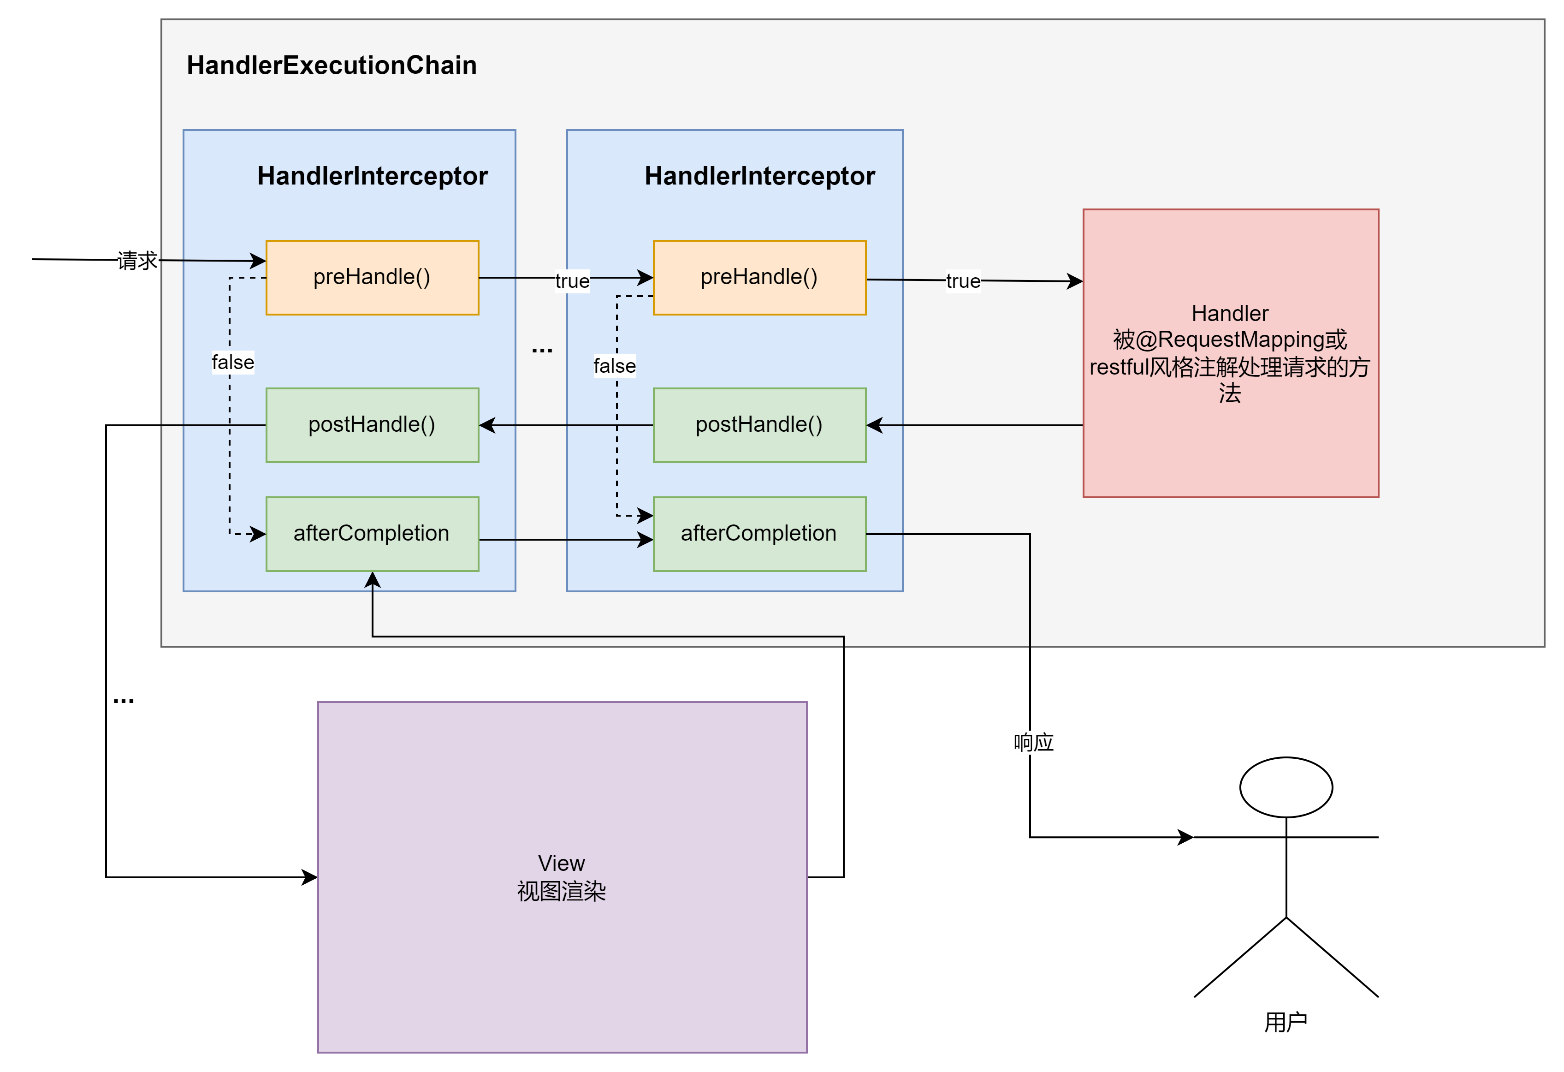 HandlerExecutionChain
HandlerInterceptor
HandlerInterceptor
请求
preHandle()
true
preHandle()
true
false
...
false
Handler
被@RequestMapping或
restful风格注解处理请求的方
法
postHandle()
postHandle()
afterCompletion
afterCompletion
...
响应
View
视图渲染
用户